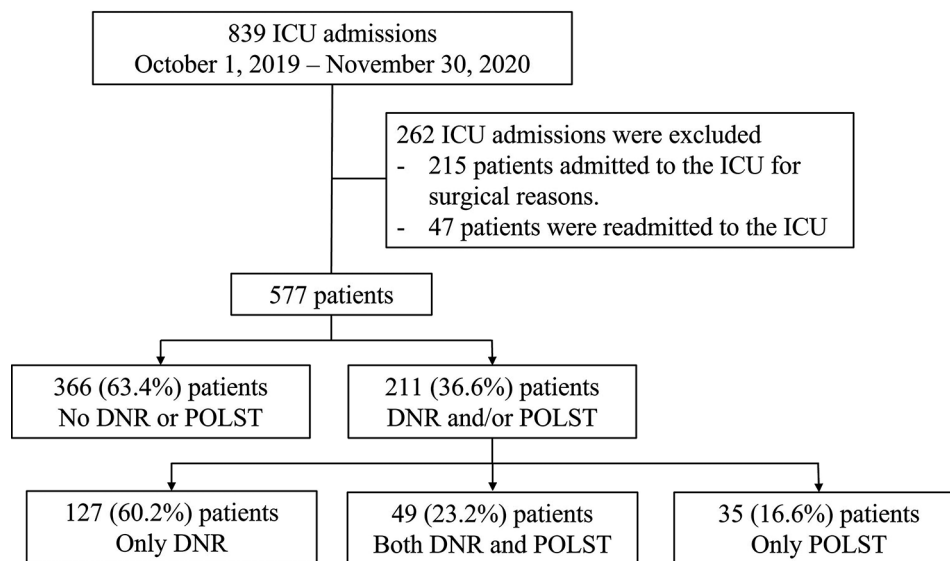 839 ICU admissions
October 1, 2019 – November 30, 2020
262 ICU admissions were excluded
- 215 patients admitted to the ICU for
surgical reasons.
- 47 patients were readmitted to the ICU
577 patients
366 (63.4%) patients
No DNR or POLST
211 (36.6%) patients
DNR and/or POLST
127 (60.2%) patients
Only DNR
49 (23.2%) patients
Both DNR and POLST
35 (16.6%) patients
Only POLST